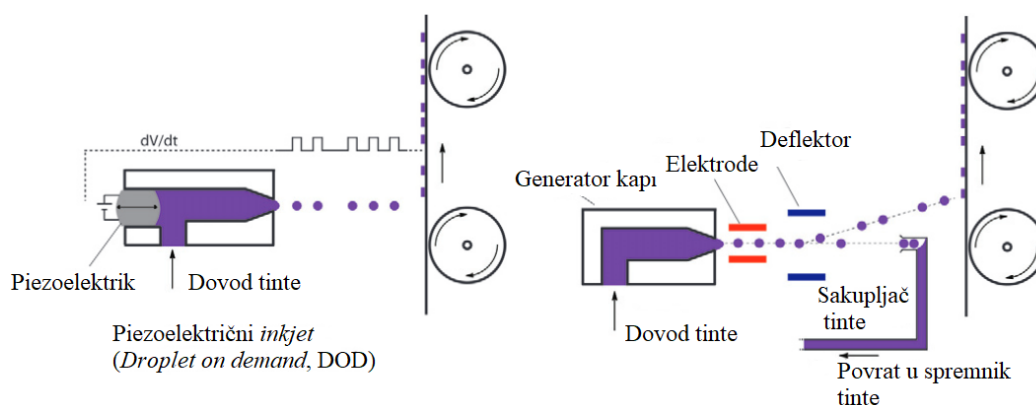 dV/dt
Piezoelektrik
Dovod tinte
Piezoelektrični inkjet
(Droplet on demand, DOD)
Generator kapı
Elektrode
Deflektor
Dovod tinte
Sakupljač
tinte
Povrat u spremnik
tinte